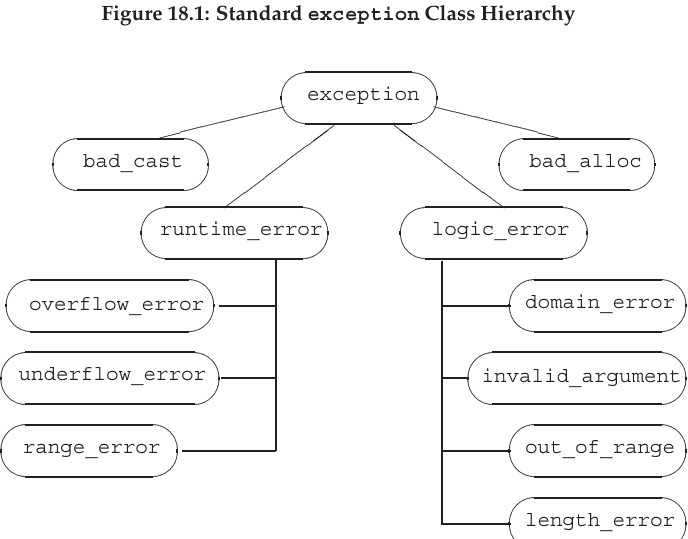 Figure 18.1: Standard exception Class Hierarchy
exception
bad_cast
bad_alloc
runtime_error
logic_error
overflow_error
domain_error
underflow_error
invalid_argument
range_error
out_of_range
length_error